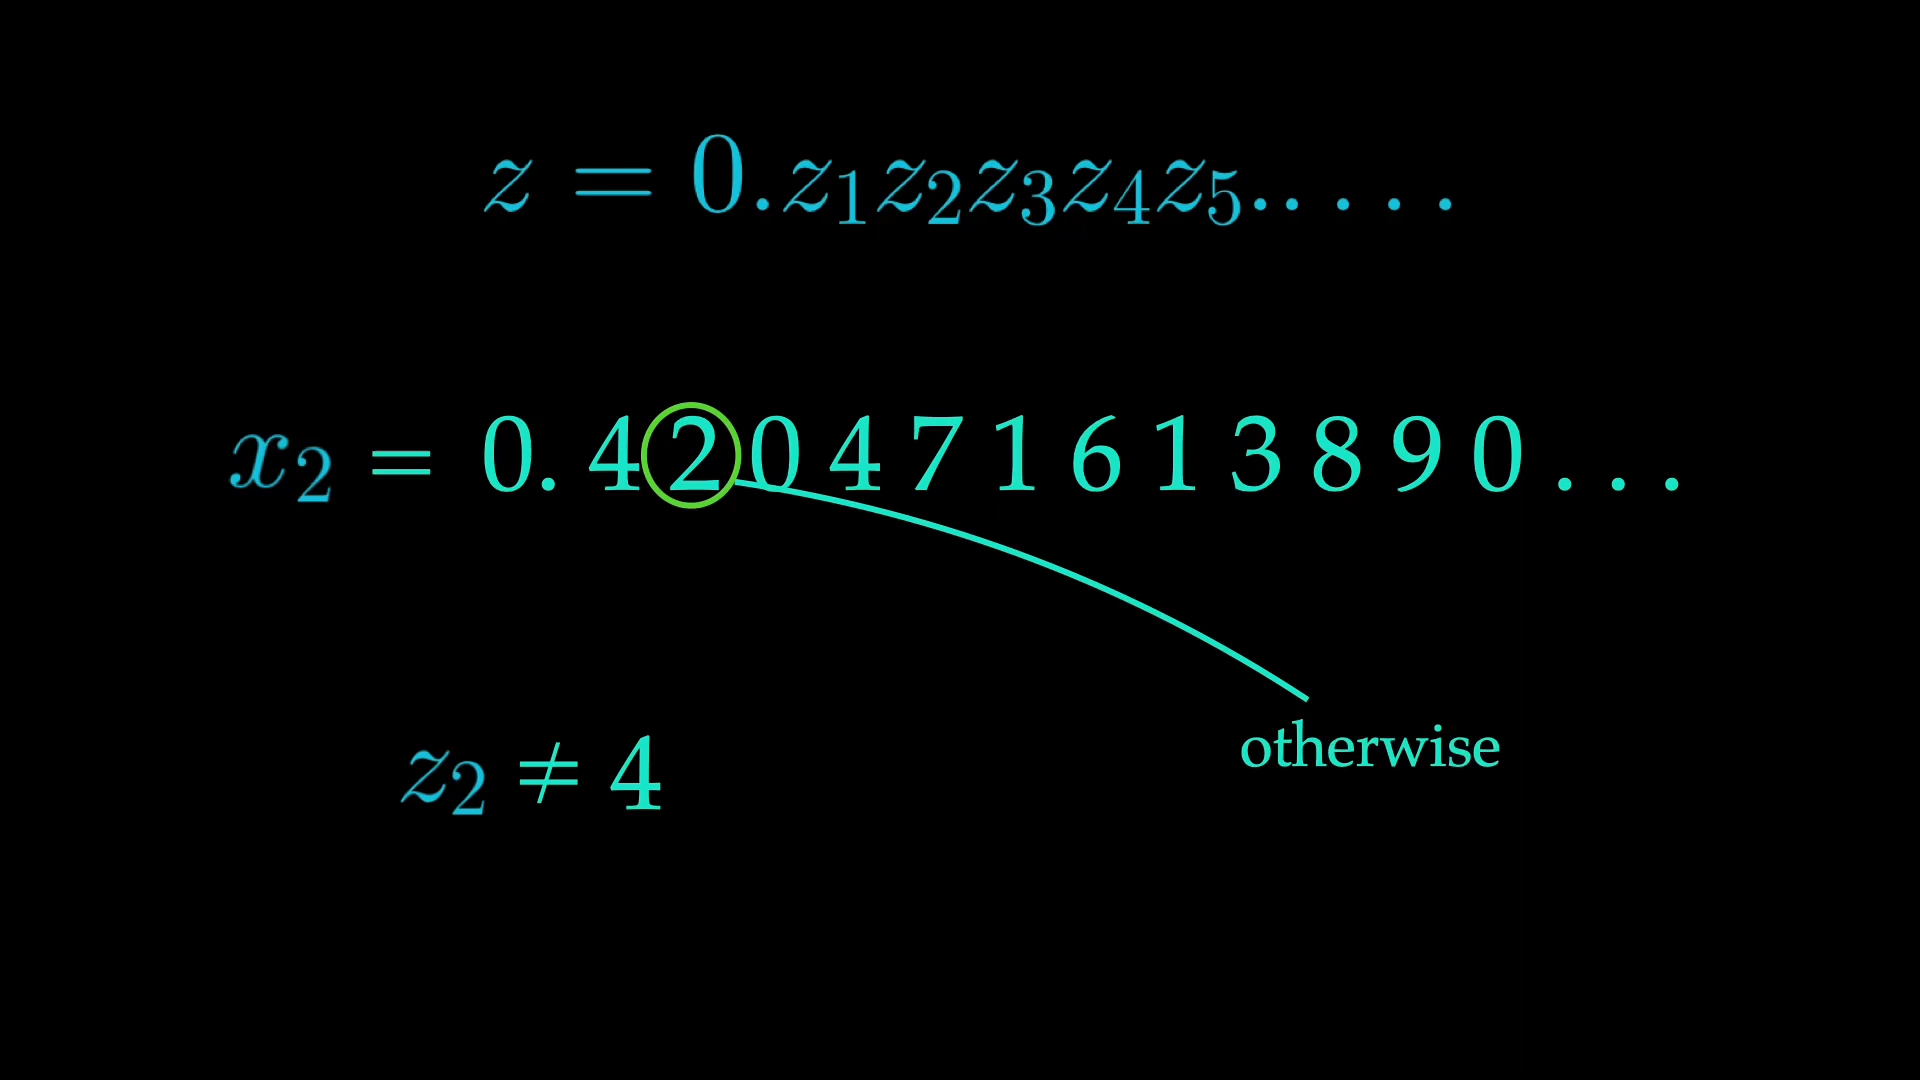 z = 0.z₁z₂z₃z₄z₅.....
x₂ = 0. 4 2 0 4 7 1 6 1 3 8 9 0 . . .
otherwise
z₂ ≠ 4